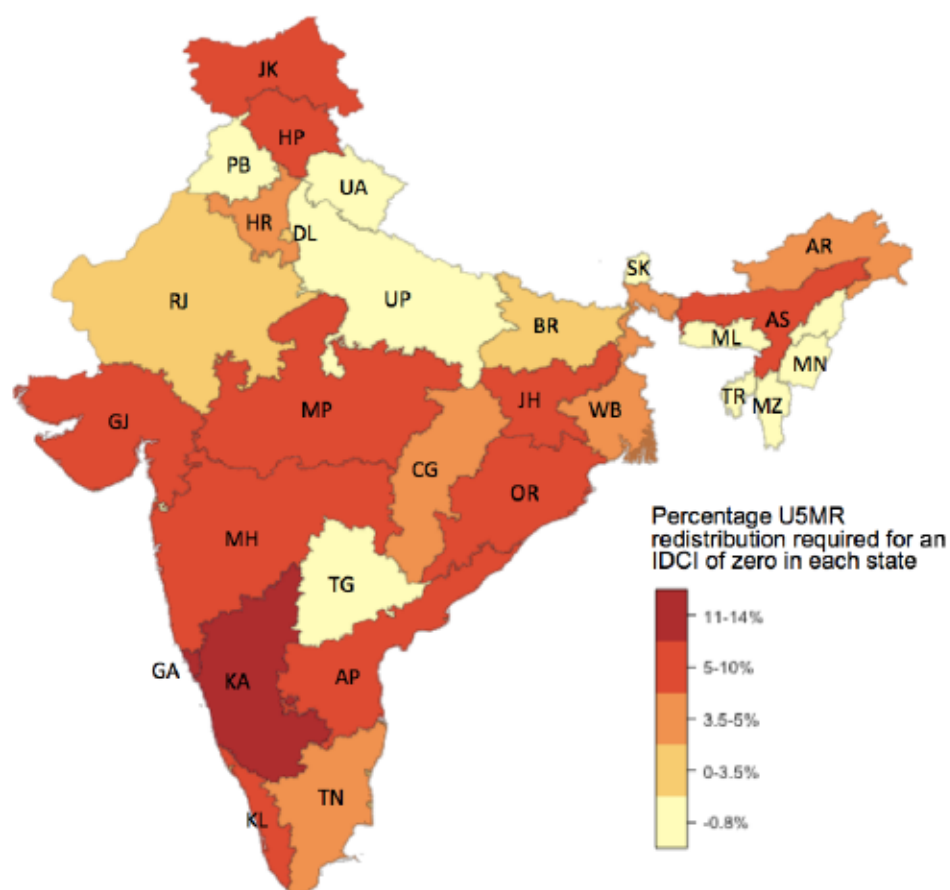 JK
HP
PB
UA
HR
DL
AR
SK
RJ
UP
BR
AS
ML
MN
TR
MZ
GJ
MP
JH
WB
CG
OR
MH
TG
GA
KA
AP
TN
KL
Percentage U5MR
redistribution required for an
IDCI of zero in each state
11-14%
5-10%
3.5-5%
0-3.5%
-0.8%